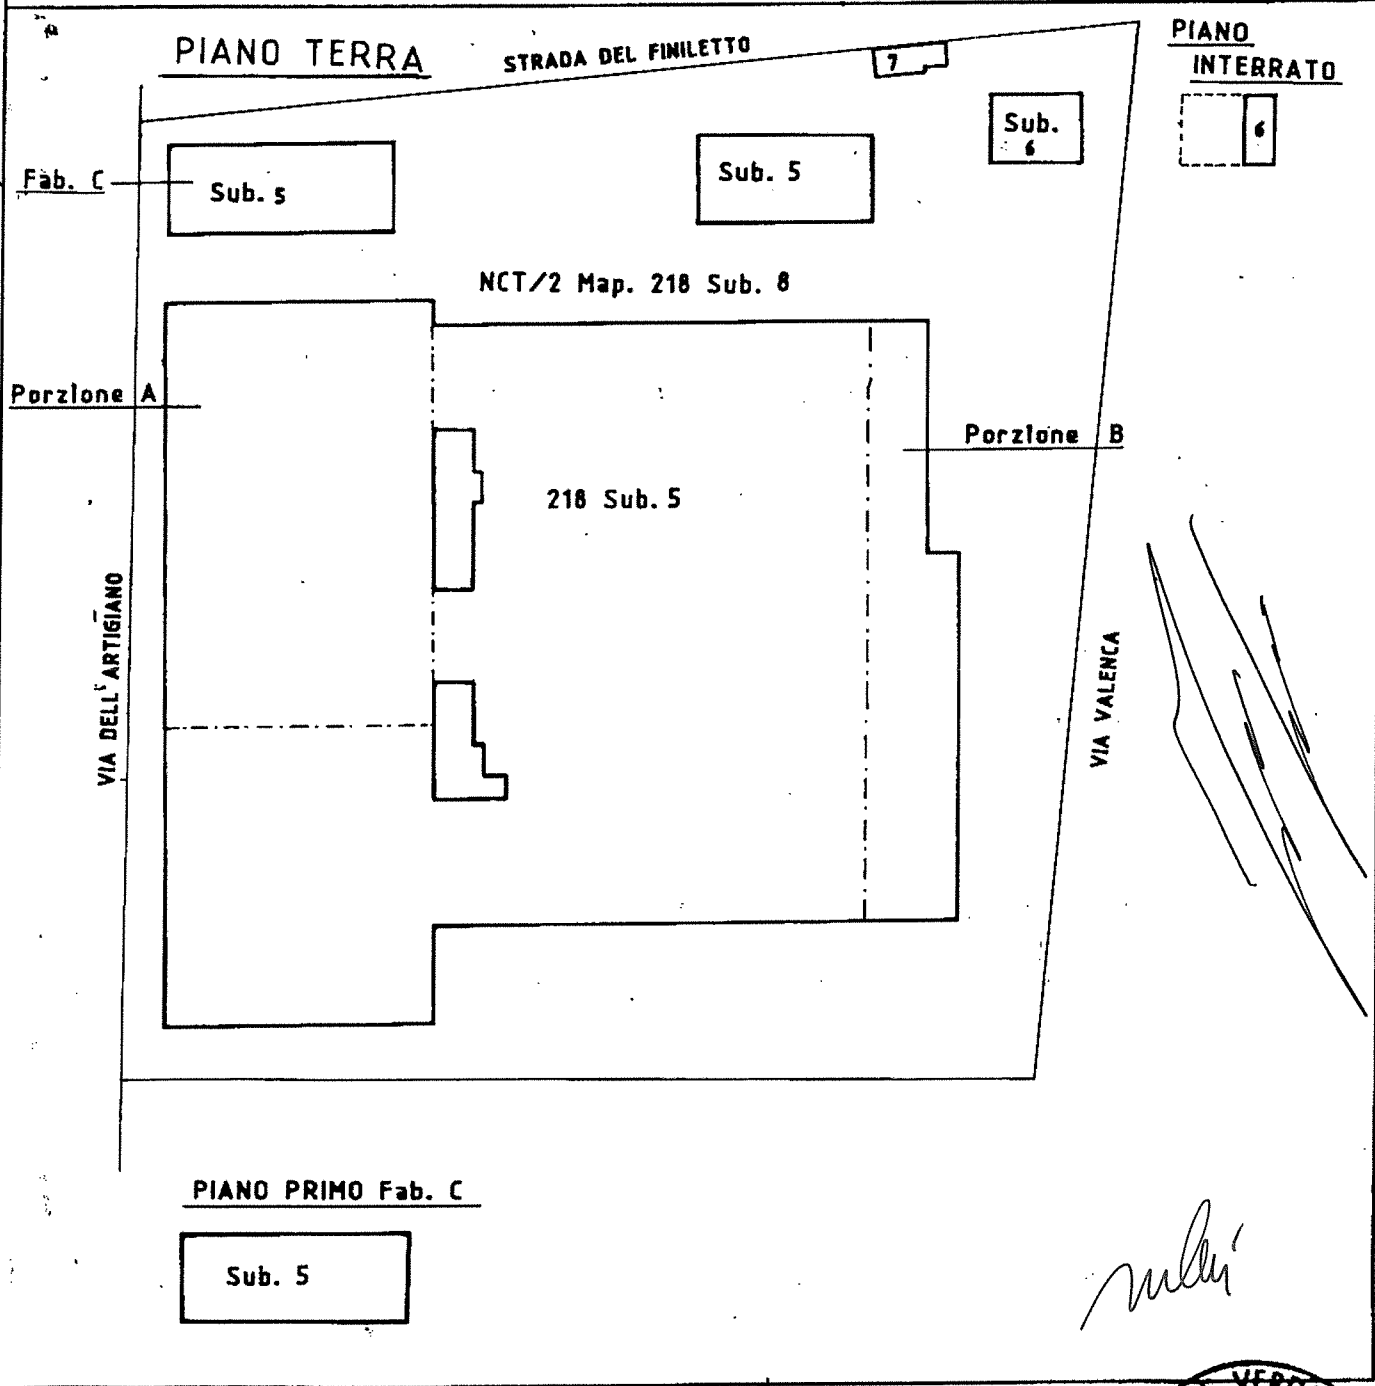 PIANO TERRA
STRADA DEL FINILETTO
7
PIANO
INTERRATO
Sub.
6
6
Fab. C
Sub. 5
Sub. 5
NCT/2 Map. 218 Sub. 8
Porzione A
Porzione B
218 Sub. 5
VIA DELL'ARTIGIANO
VIA VALENCA
PIANO PRIMO Fab. C
Sub. 5